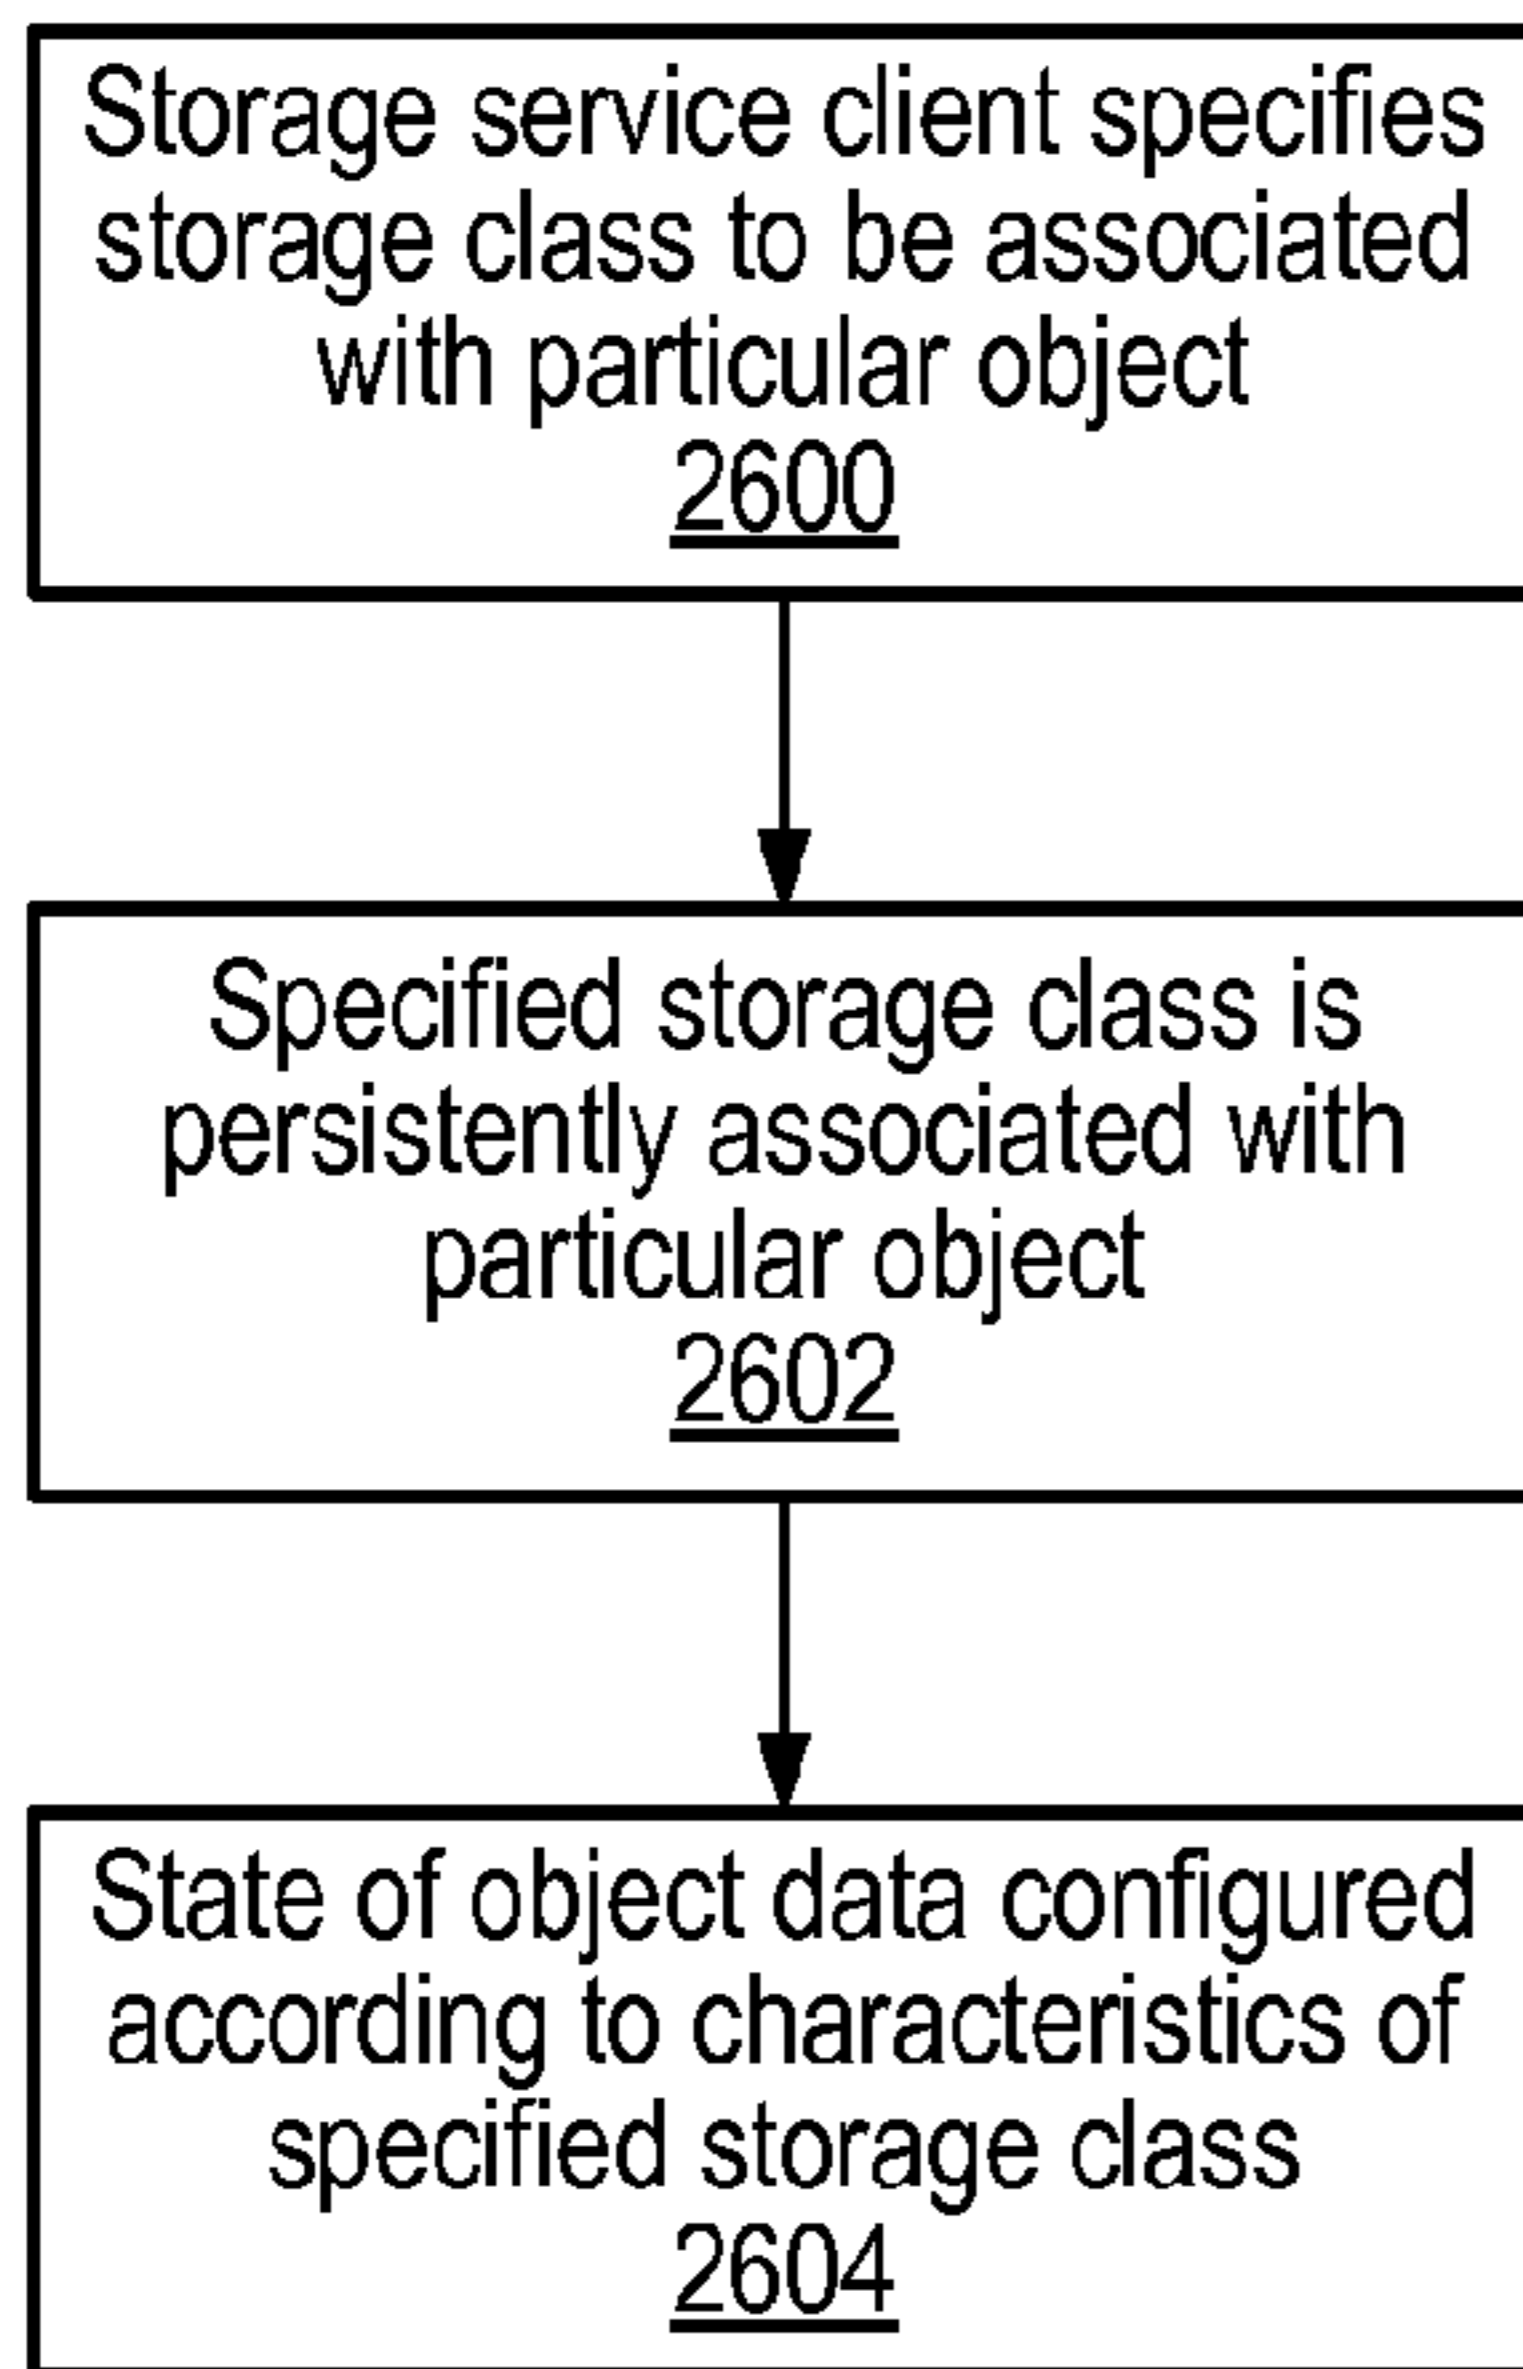 Storage service client specifies
storage class to be associated
with particular object
2600
Specified storage class is
persistently associated with
particular object
2602
State of object data configured
according to characteristics of
specified storage class
2604